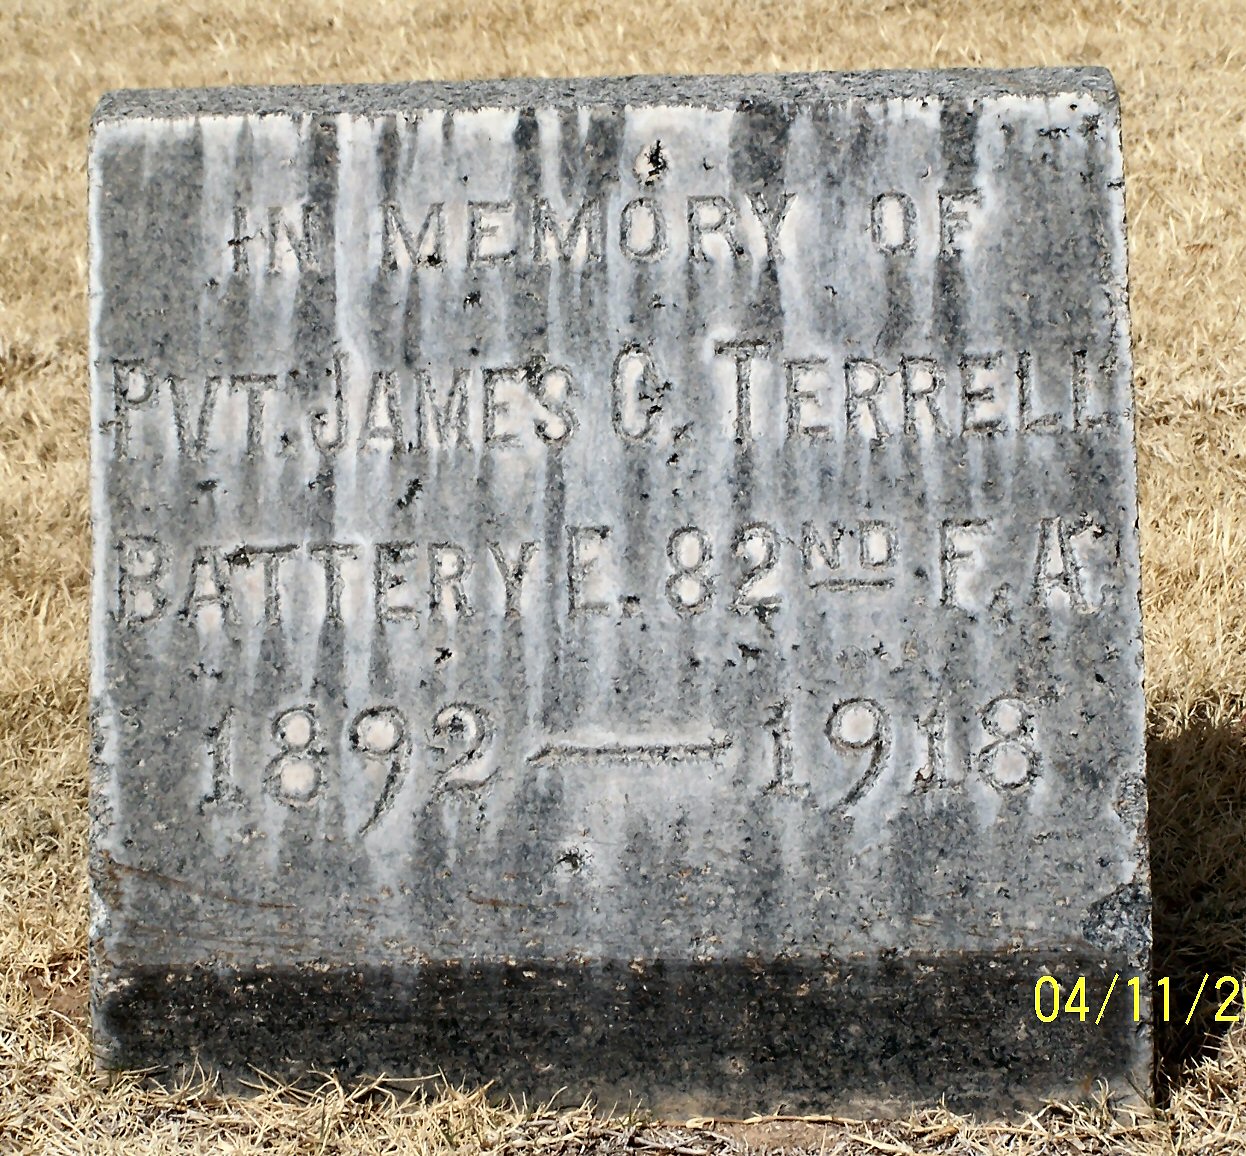 IN MEMORY OF
PVT. JAMES C. TERRELL
BATTERY E. 82ND F. A.
1892 — 1918
04/11/2